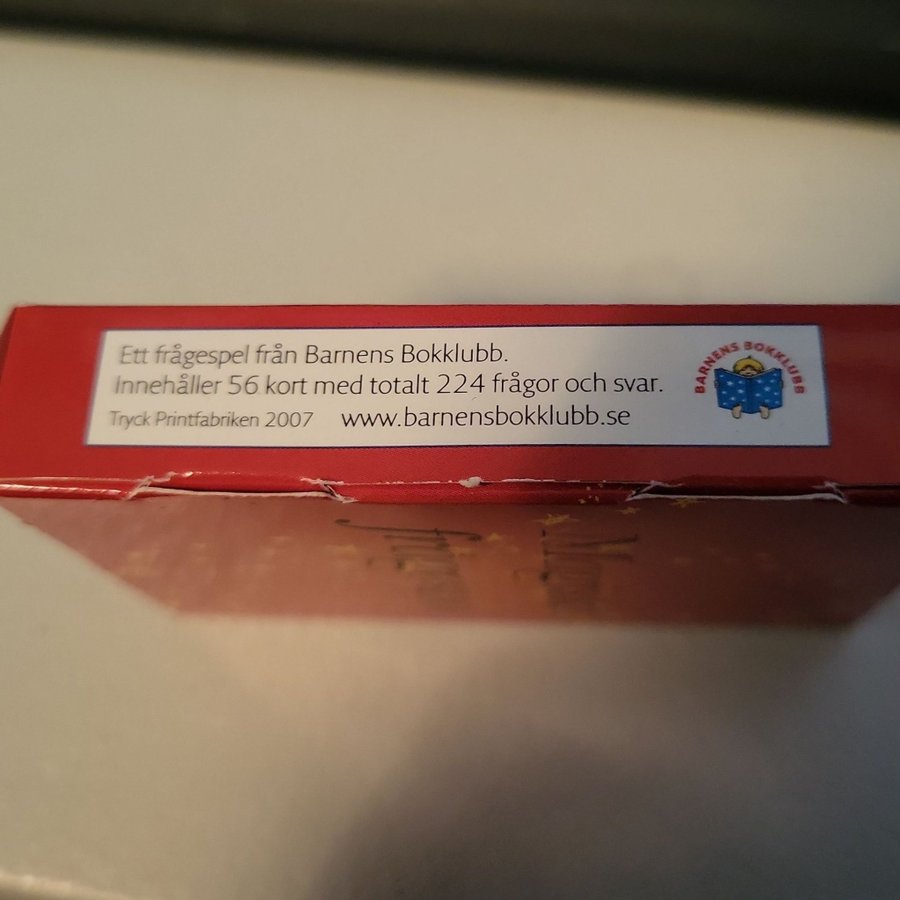 Ett frågespel från Barnens Bokklubb.
Innehåller 56 kort med totalt 224 frågor och svar.
Tryck Printfabriken 2007 www.barnensbokklubb.se
BARNENS BOKKLUBB